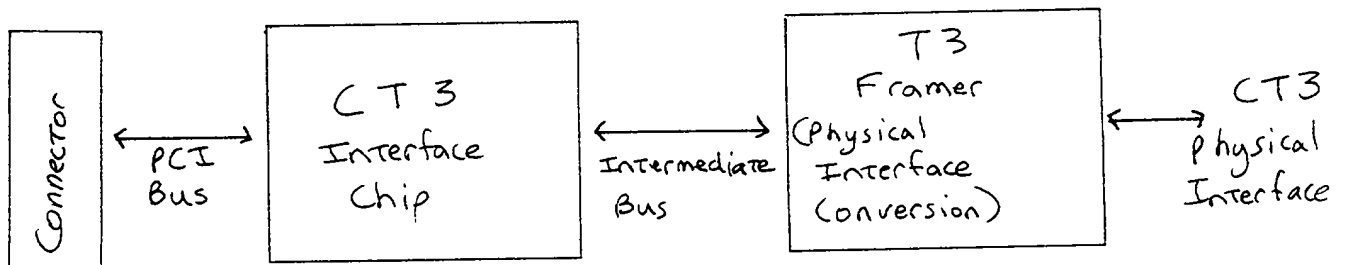 Connector
PCI
Bus
CT3
Interface
Chip
Intermediate
Bus
T3
Framer
(Physical
Interface
Conversion)
CT3
Physical
Interface